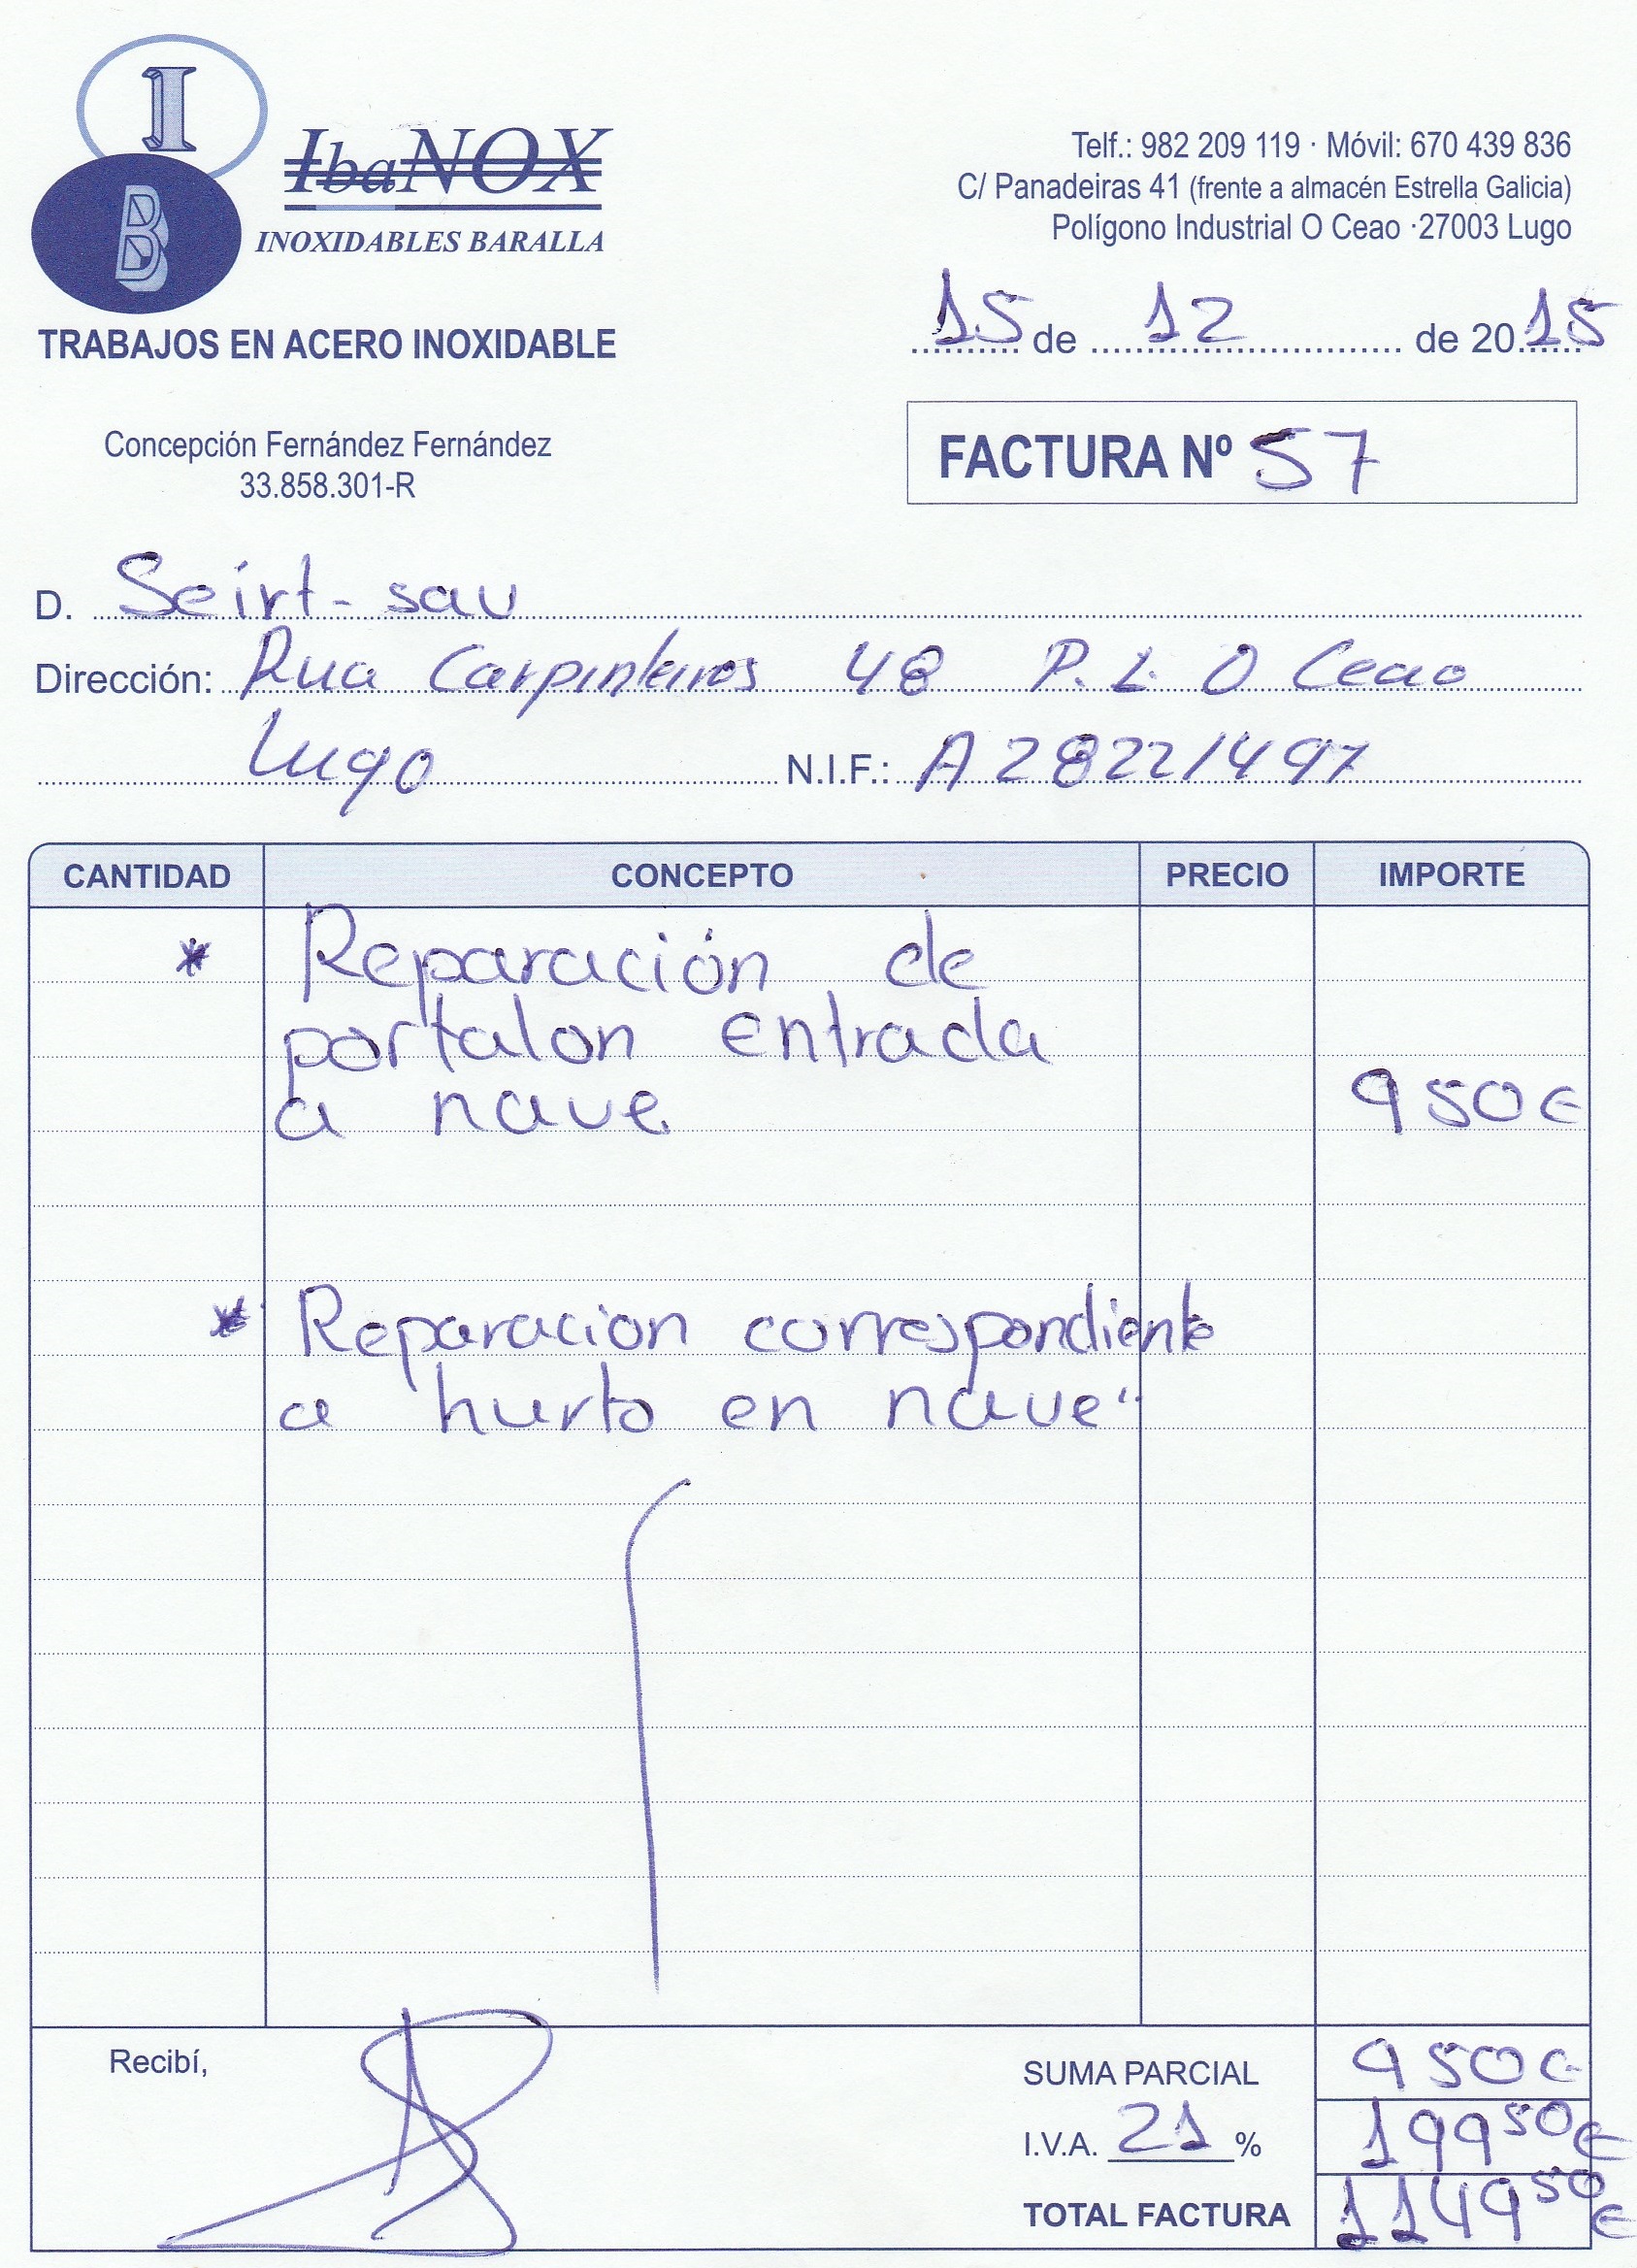 I
B
IbaNOX
INOXIDABLES BARALLA
TRABAJOS EN ACERO INOXIDABLE
Concepción Fernández Fernández
33.858.301-R
Telf.: 982 209 119 · Móvil: 670 439 836
C/ Panadeiras 41 (frente a almacén Estrella Galicia)
Polígono Industrial O Ceao ·27003 Lugo
15 de 12 de 2015
FACTURA Nº 57
D. Seirt-sau
Dirección: Rua Carpinteiros 48 P. I. O Ceao
Lugo N.I.F.: A 28221497
CANTIDAD CONCEPTO PRECIO IMPORTE
* Reparación de
portalon entrada
a nave 950€
* Reparacion correspondiente
a hurto en nave"
Recibí,
SUMA PARCIAL 950€
I.V.A. 21 % 199 50€
TOTAL FACTURA 1149 50€